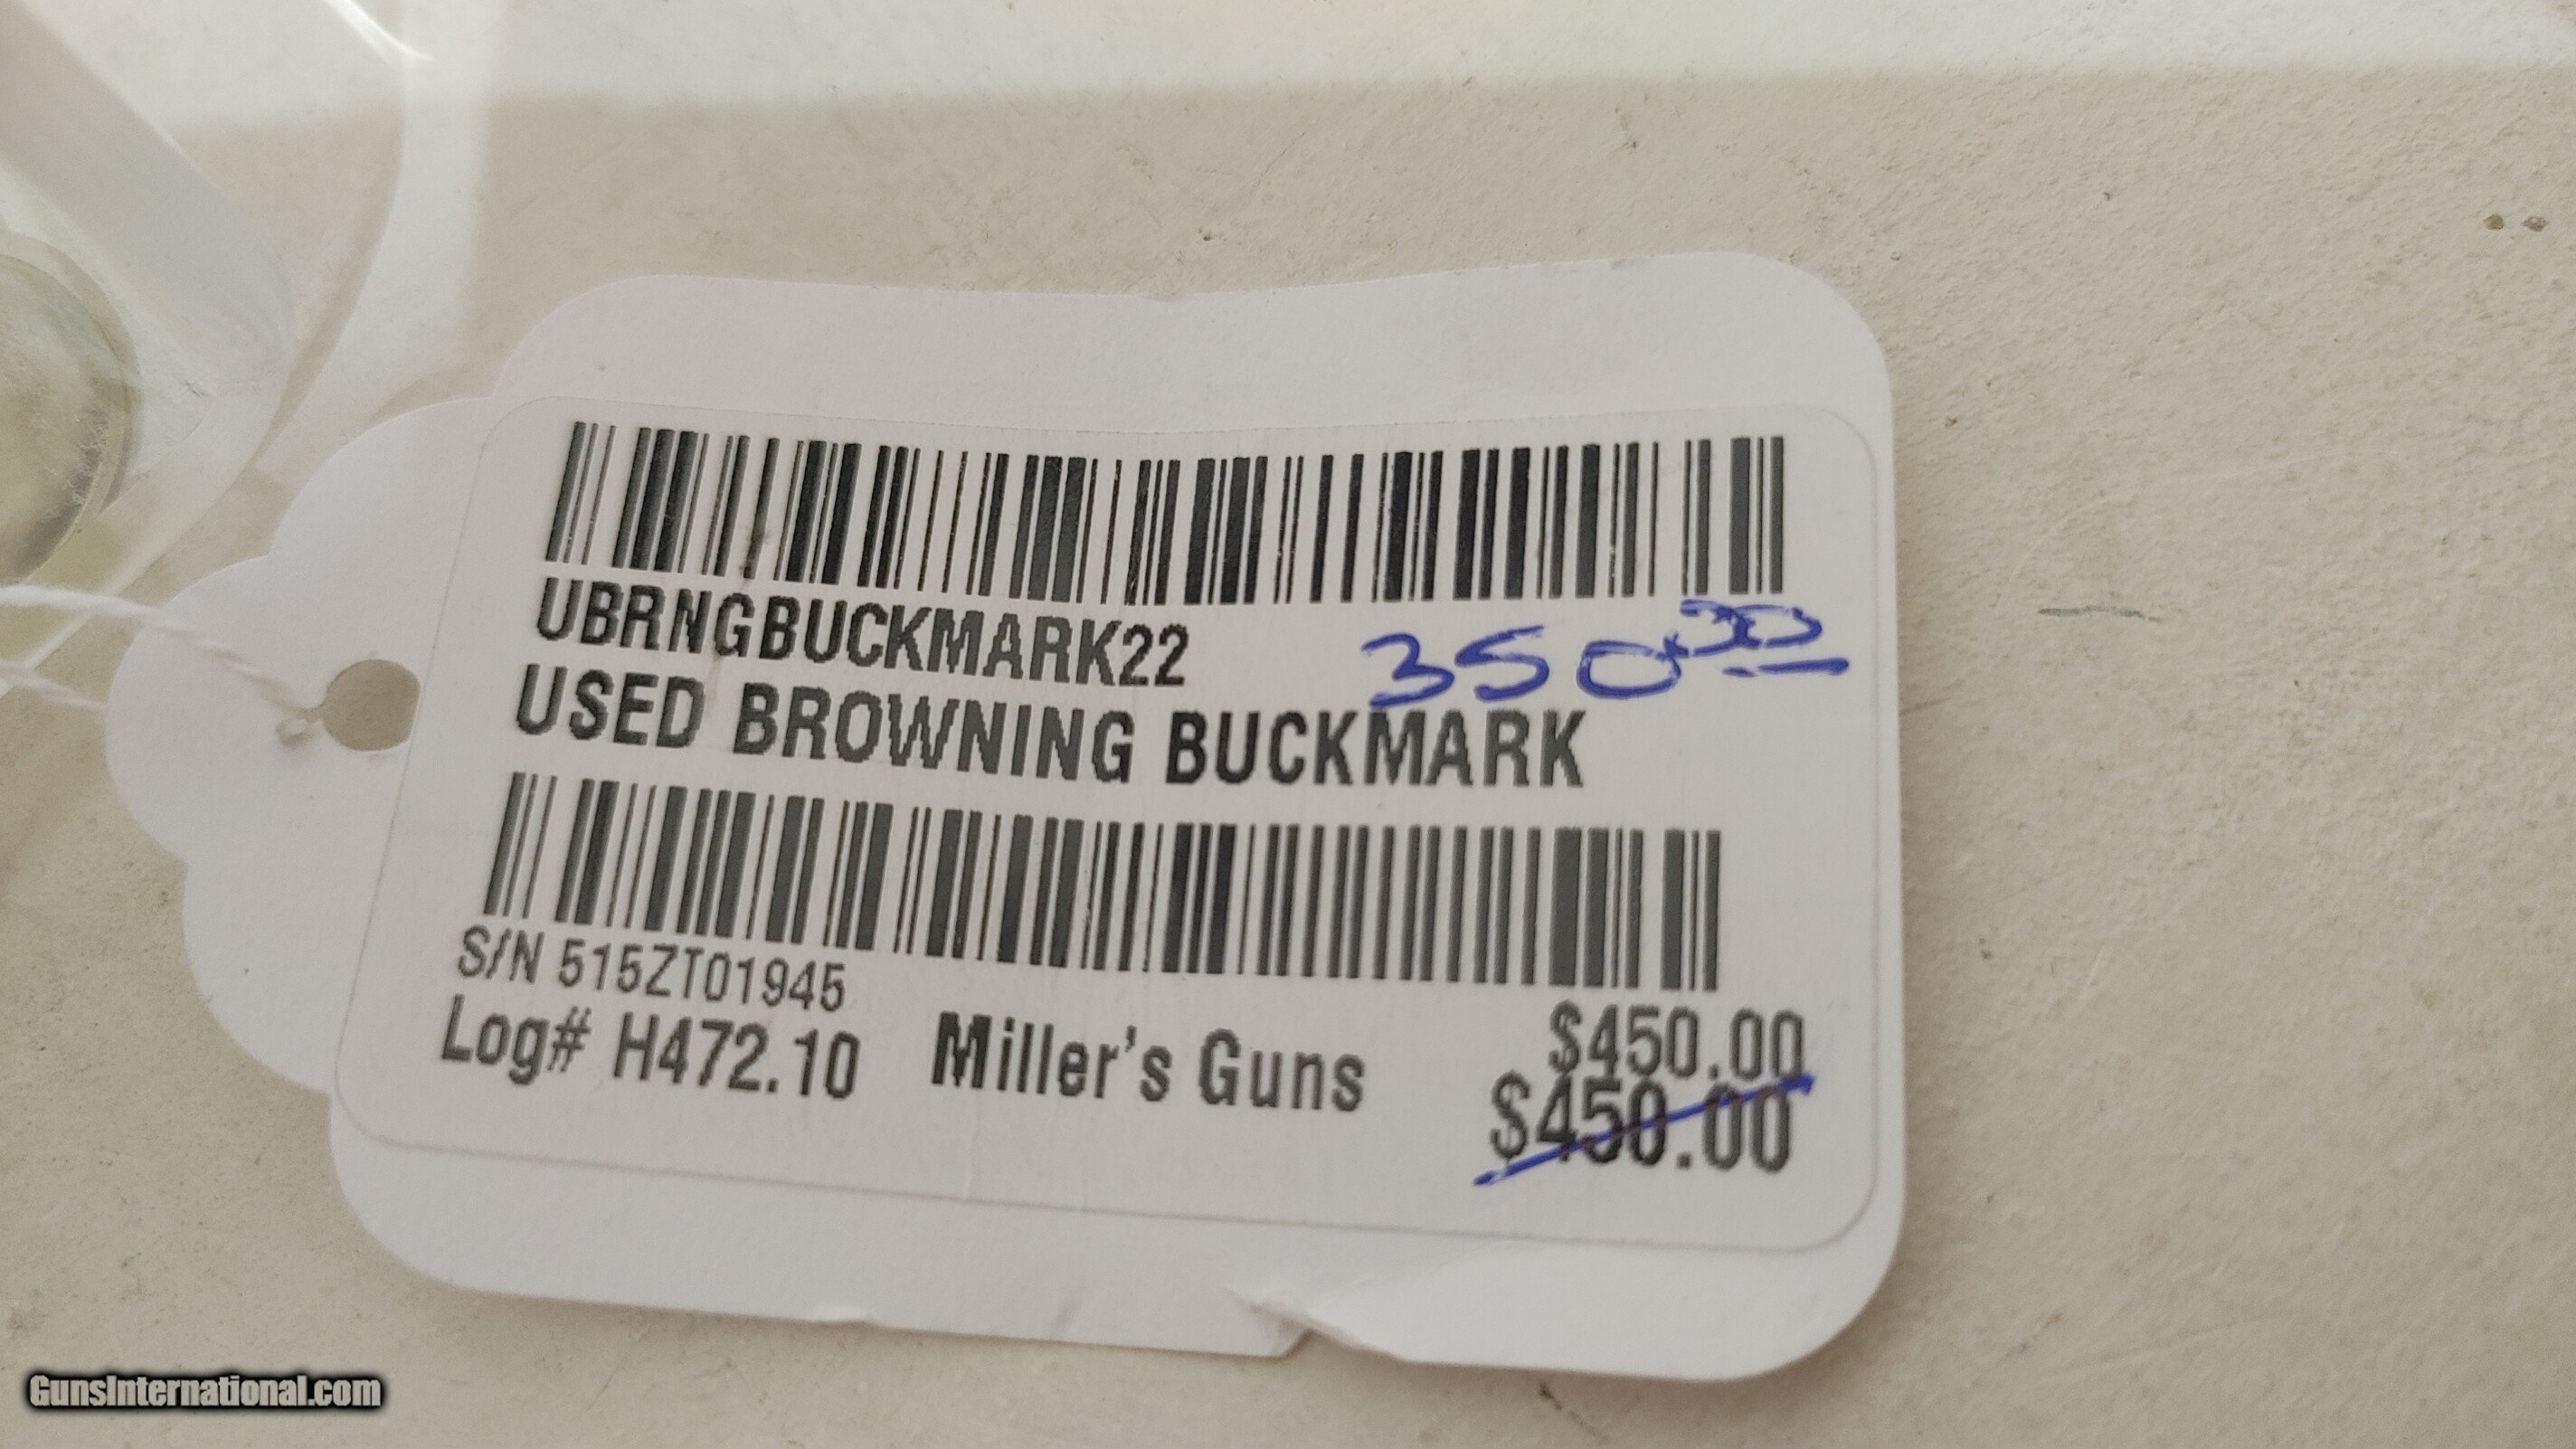 UBRNGBUCKMARK22
350.00
USED BROWNING BUCKMARK
S/N 515ZT01945
Log# H472.10 Miller's Guns $450.00
$450.00
GunsInternational.com